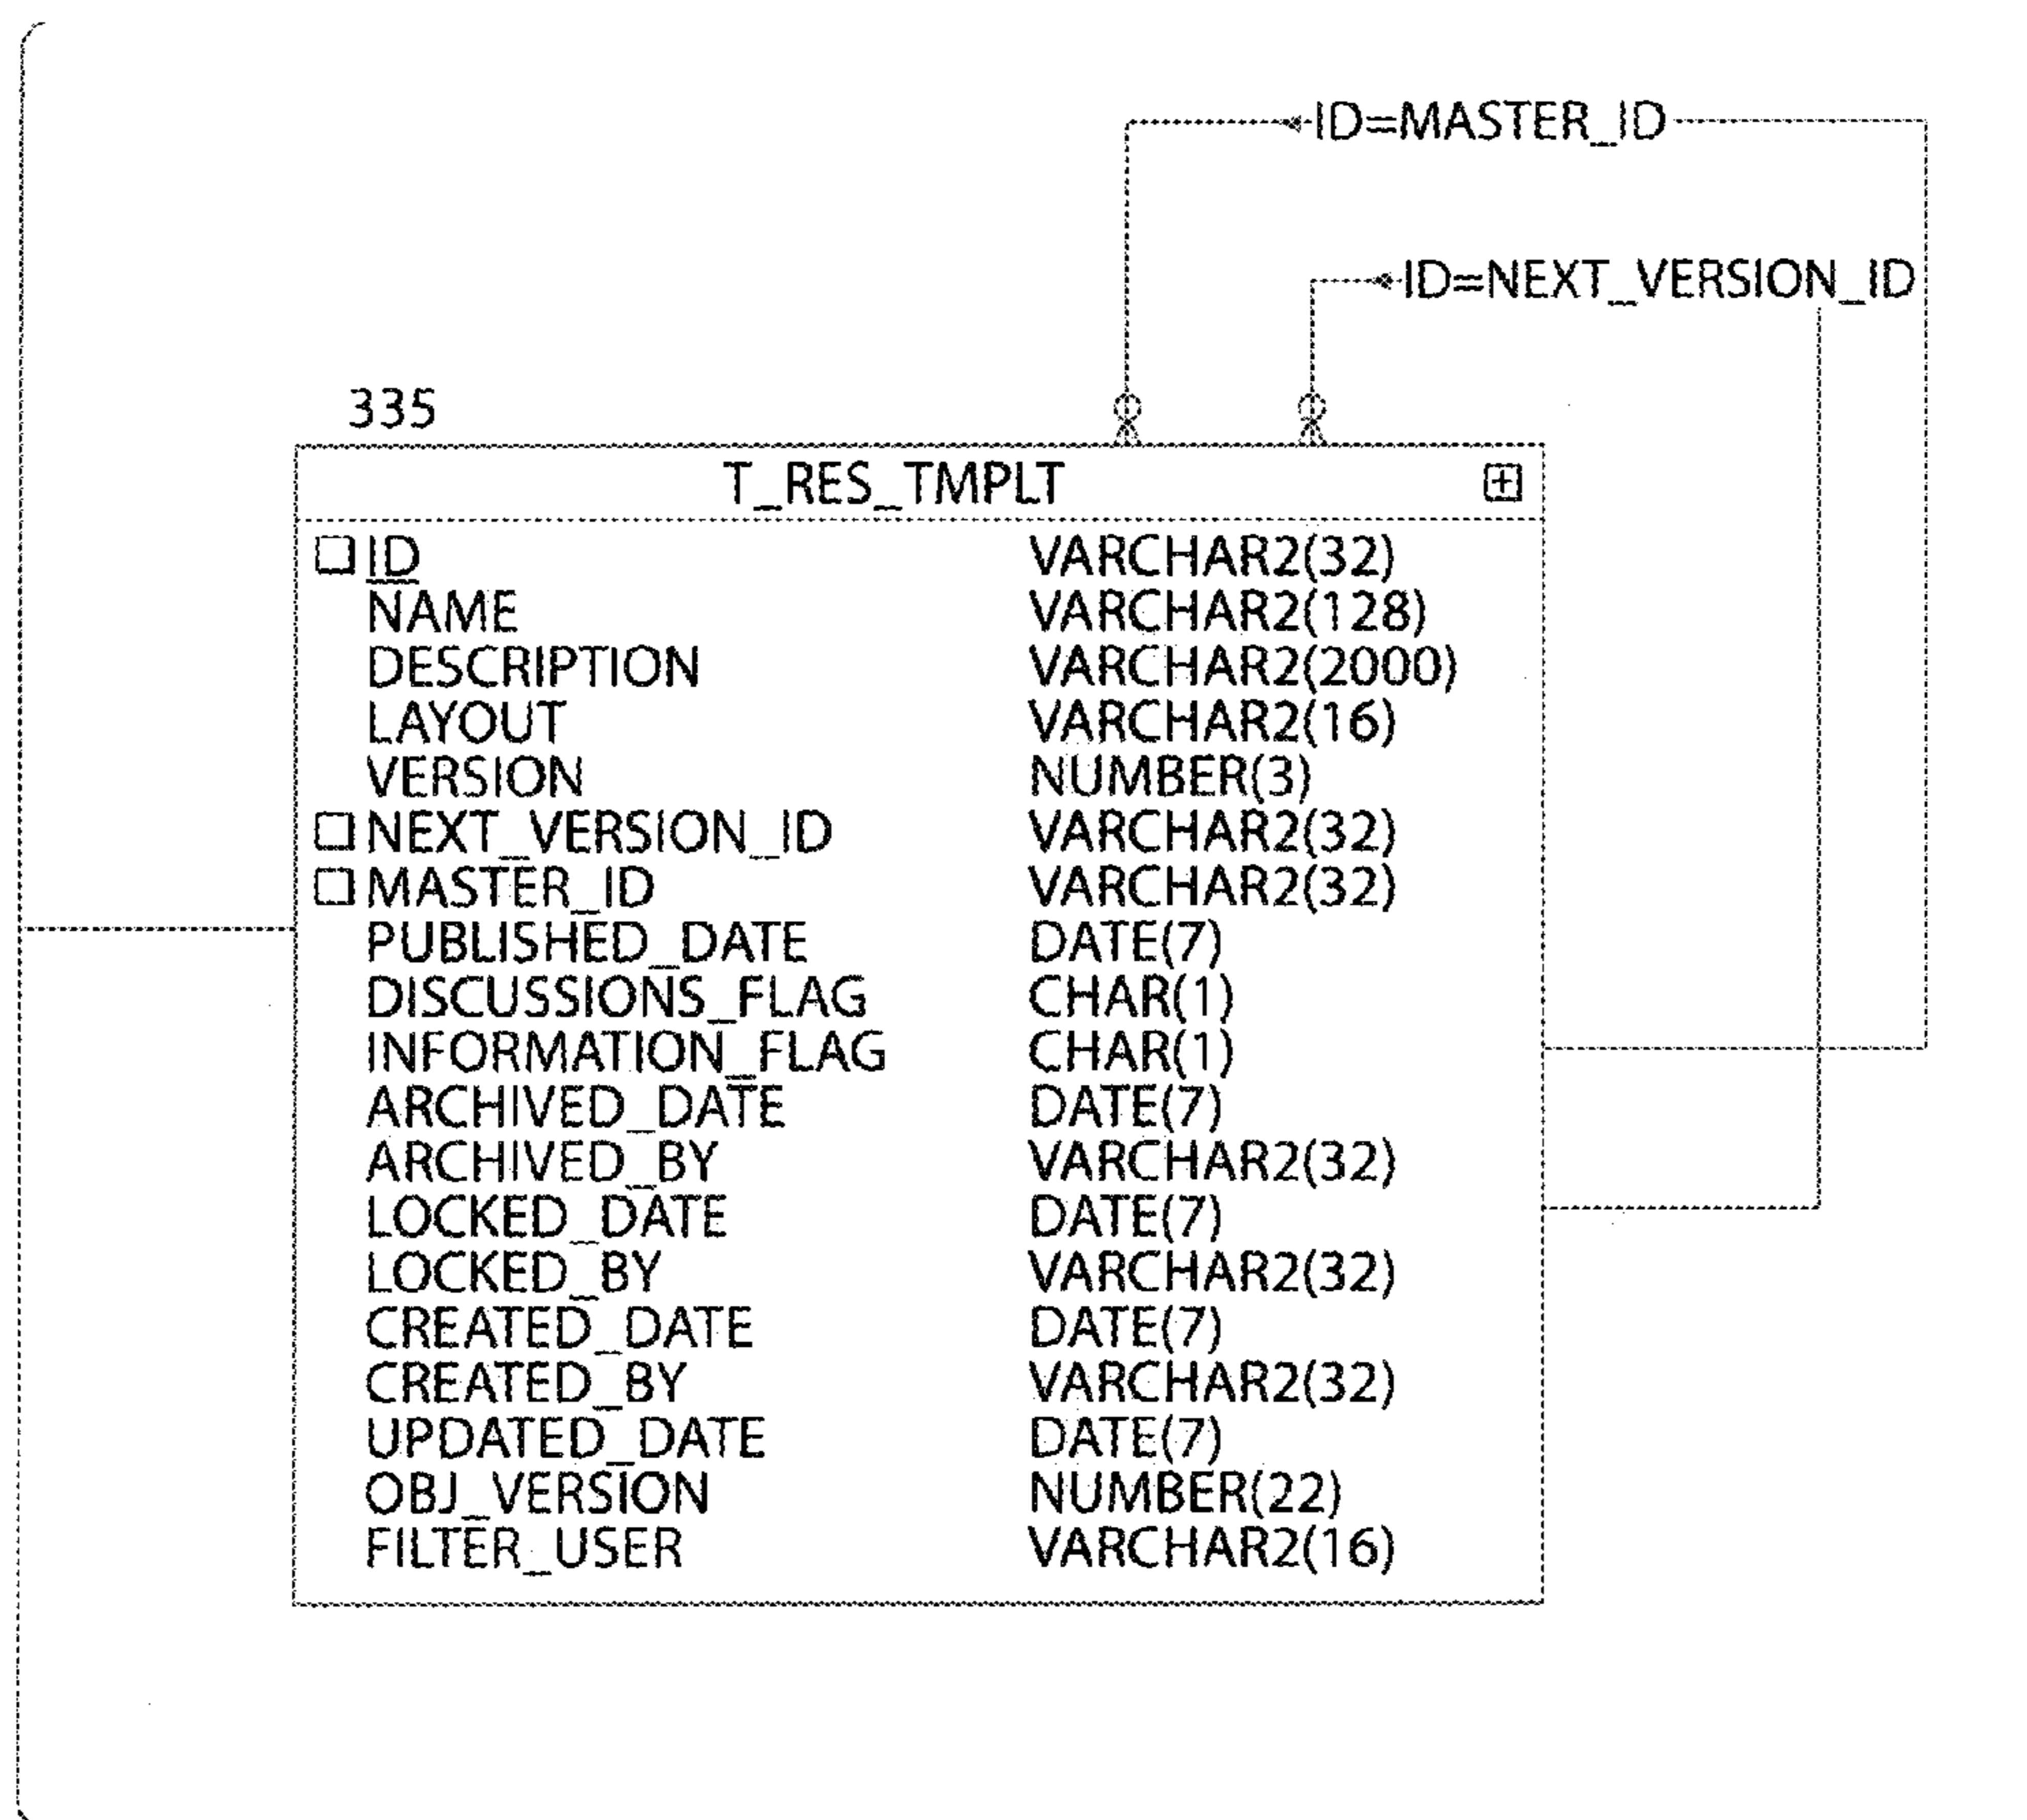 ID=MASTER_ID
ID=NEXT_VERSION_ID
335
T_RES_TMPLT
ID VARCHAR2(32)
NAME VARCHAR2(128)
DESCRIPTION VARCHAR2(2000)
LAYOUT VARCHAR2(16)
VERSION NUMBER(3)
NEXT_VERSION_ID VARCHAR2(32)
MASTER_ID VARCHAR2(32)
PUBLISHED_DATE DATE(7)
DISCUSSIONS_FLAG CHAR(1)
INFORMATION_FLAG CHAR(1)
ARCHIVED_DATE DATE(7)
ARCHIVED_BY VARCHAR2(32)
LOCKED_DATE DATE(7)
LOCKED_BY VARCHAR2(32)
CREATED_DATE DATE(7)
CREATED_BY VARCHAR2(32)
UPDATED_DATE DATE(7)
OBJ_VERSION NUMBER(22)
FILTER_USER VARCHAR2(16)